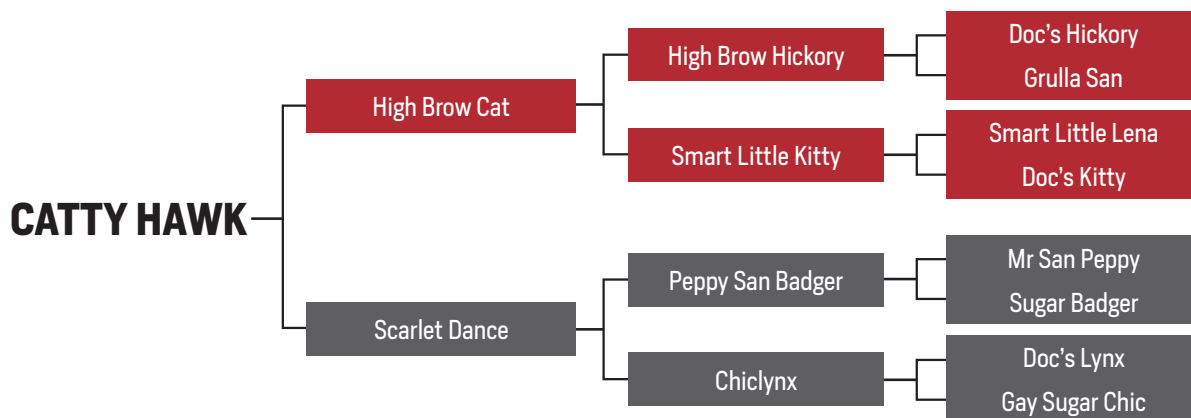 CATTY HAWK
High Brow Cat
High Brow Hickory
Doc's Hickory
Grulla San
Smart Little Kitty
Smart Little Lena
Doc's Kitty
Scarlet Dance
Peppy San Badger
Mr San Peppy
Sugar Badger
Chiclynx
Doc's Lynx
Gay Sugar Chic